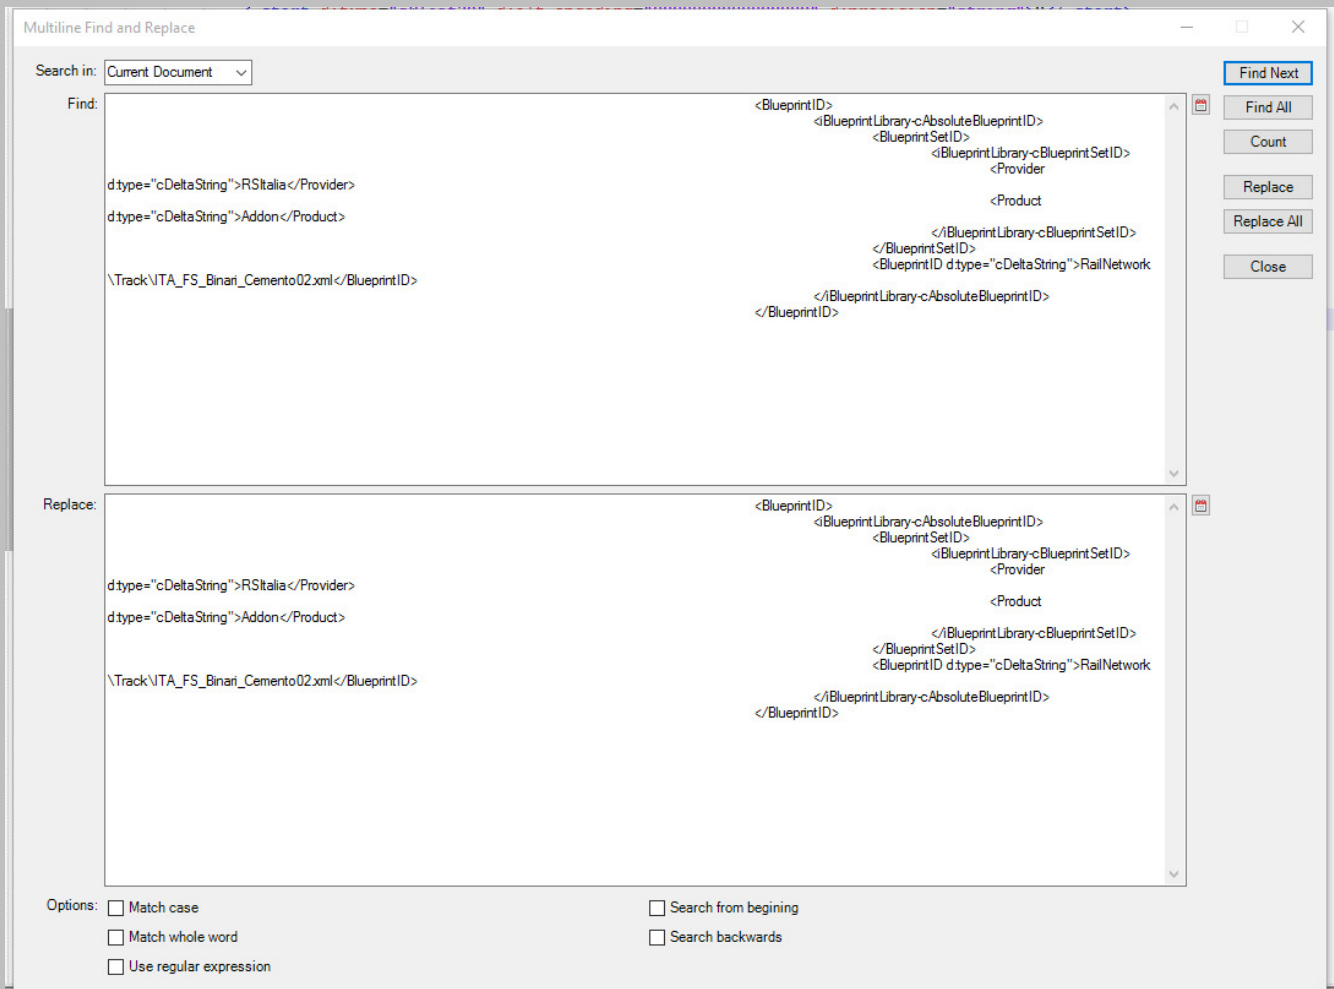 Multiline Find and Replace
Search in: Current Document
Find Next
Find:
Find All
Count
Replace
Replace All
Close
<BlueprintID>
<iBlueprintLibrary-cAbsoluteBlueprintID>
<BlueprintSetID>
<iBlueprintLibrary-cBlueprintSetID>
<Provider
d:type="cDeltaString">RSItalia</Provider>
<Product
d:type="cDeltaString">Addon</Product>
</iBlueprintLibrary-cBlueprintSetID>
</BlueprintSetID>
<BlueprintID d:type="cDeltaString">RailNetwork
\Track\ITA_FS_Binari_Cemento02.xml</BlueprintID>
</iBlueprintLibrary-cAbsoluteBlueprintID>
</BlueprintID>
Replace:
<BlueprintID>
<iBlueprintLibrary-cAbsoluteBlueprintID>
<BlueprintSetID>
<iBlueprintLibrary-cBlueprintSetID>
<Provider
d:type="cDeltaString">RSItalia</Provider>
<Product
d:type="cDeltaString">Addon</Product>
</iBlueprintLibrary-cBlueprintSetID>
</BlueprintSetID>
<BlueprintID d:type="cDeltaString">RailNetwork
\Track\ITA_FS_Binari_Cemento02.xml</BlueprintID>
</iBlueprintLibrary-cAbsoluteBlueprintID>
</BlueprintID>
Options:
Match case
Search from begining
Match whole word
Search backwards
Use regular expression